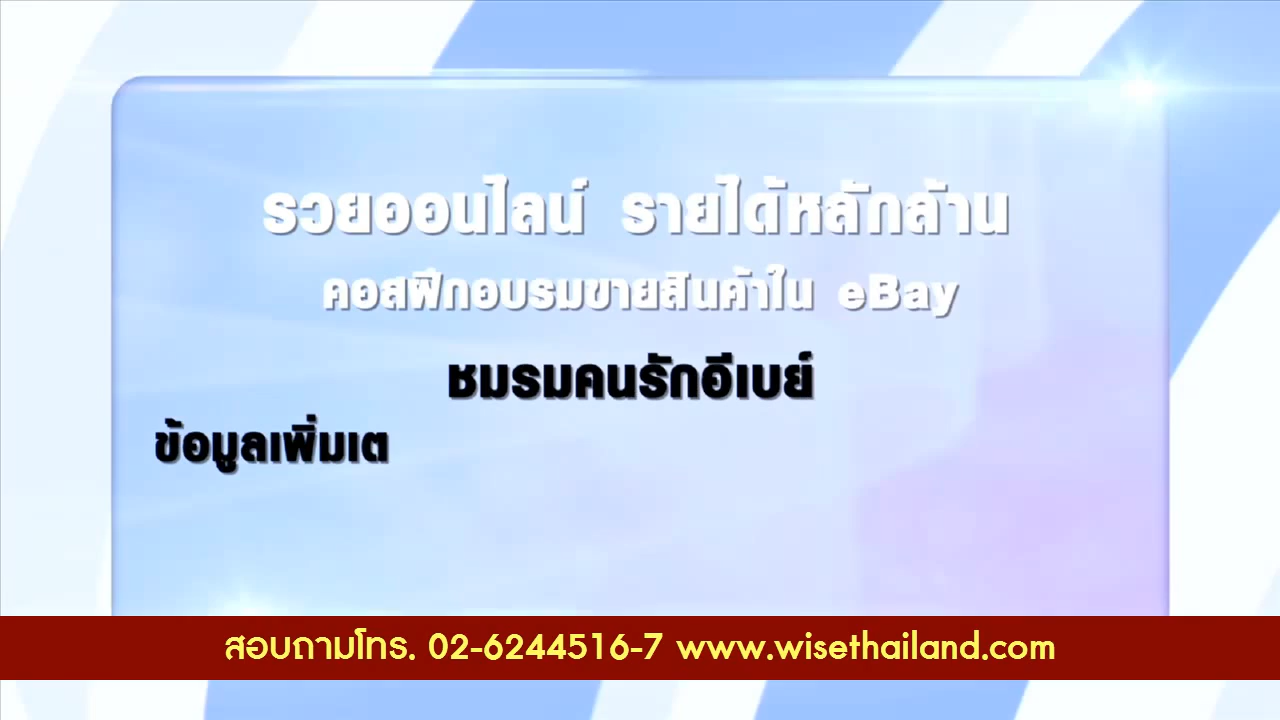 รวยออนไลน์ รายได้หลักล้าน
คอสฝึกอบรมขายสินค้าใน eBay
ชมรมคนรักอีเบย์
ข้อมูลเพิ่มเต
สอบถามโทร. 02-6244516-7 www.wisethailand.com